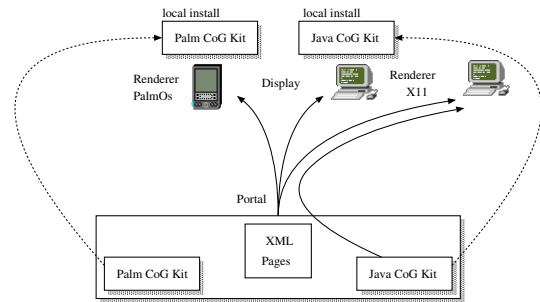 local install
local install
Palm CoG Kit
Java CoG Kit
Renderer
PalmOs
Display
Renderer
X11
Portal
XML
Pages
Palm CoG Kit
Java CoG Kit